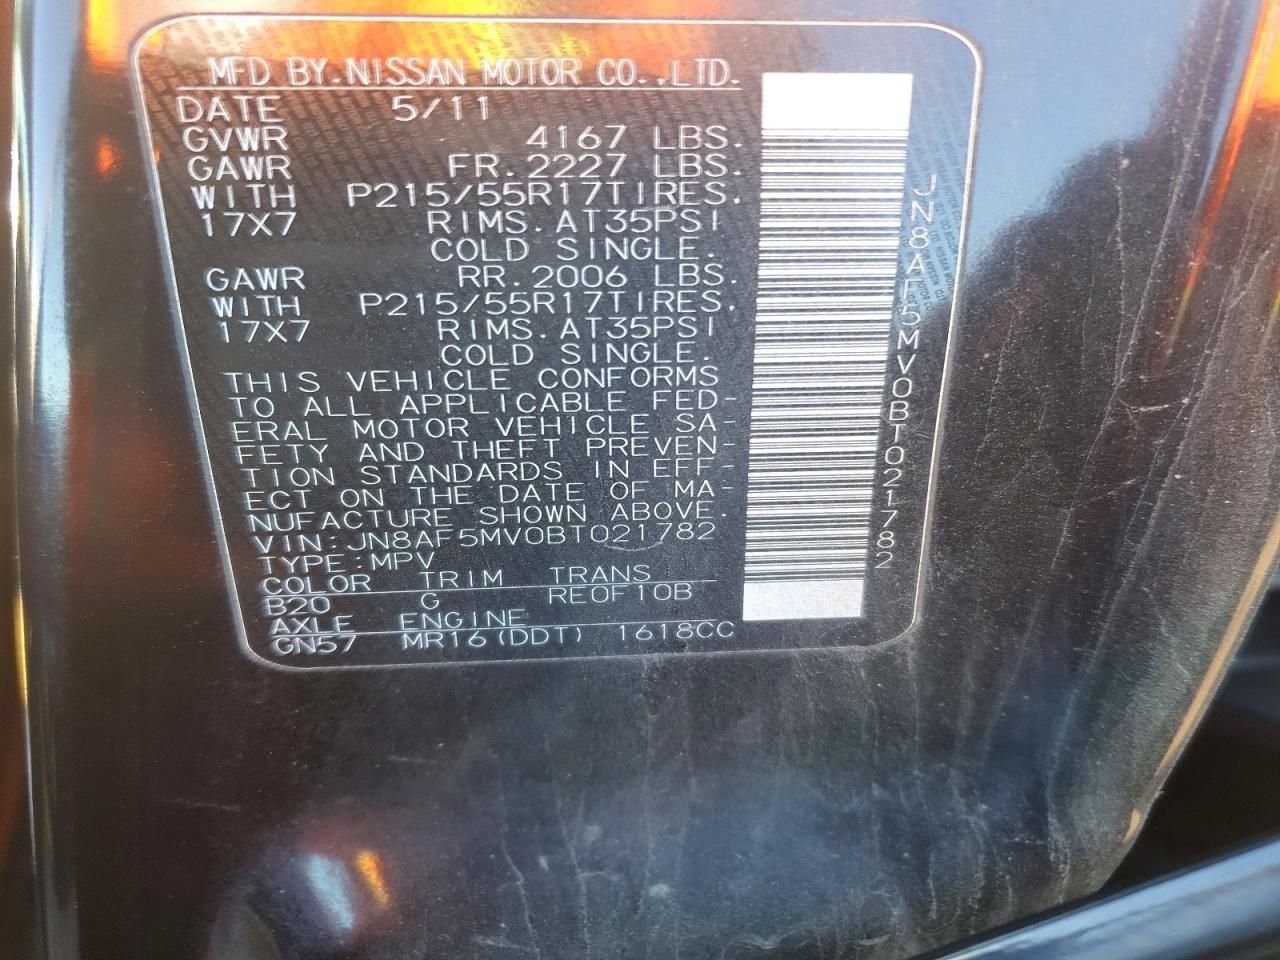 MFD BY.NISSAN MOTOR CO.,LTD.
DATE 5/11
GVWR 4167 LBS.
GAWR FR. 2227 LBS.
WITH P215/55R17TIRES.
17X7 RIMS. AT35PSI
COLD SINGLE.
GAWR RR. 2006 LBS.
WITH P215/55R17TIRES.
17X7 RIMS. AT35PSI
COLD SINGLE.
THIS VEHICLE CONFORMS
TO ALL APPLICABLE FED-
ERAL MOTOR VEHICLE SA-
FETY AND THEFT PREVEN-
TION STANDARDS IN EFF-
ECT ON THE DATE OF MA-
NUFACTURE SHOWN ABOVE.
VIN:JN8AF5MV0BT021782
TYPE:MPV
COLOR TRIM TRANS
B20 G RE0F10B
AXLE ENGINE
GN57 MR16(DDT) 1618CC
JN8AF5MV0BT021782